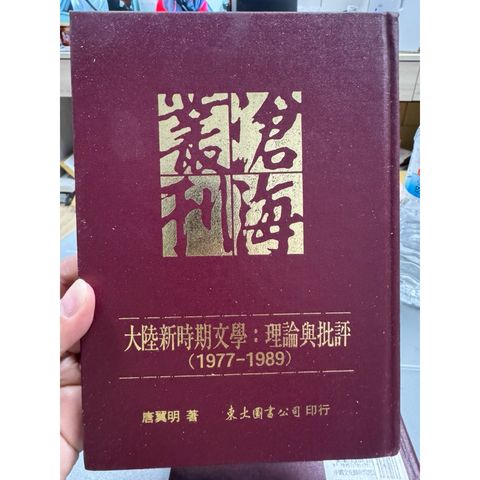 滄海
叢刊
大陸新時期文學：理論與批評
（1977-1989）
唐翼明 著 東大圖書公司 印行